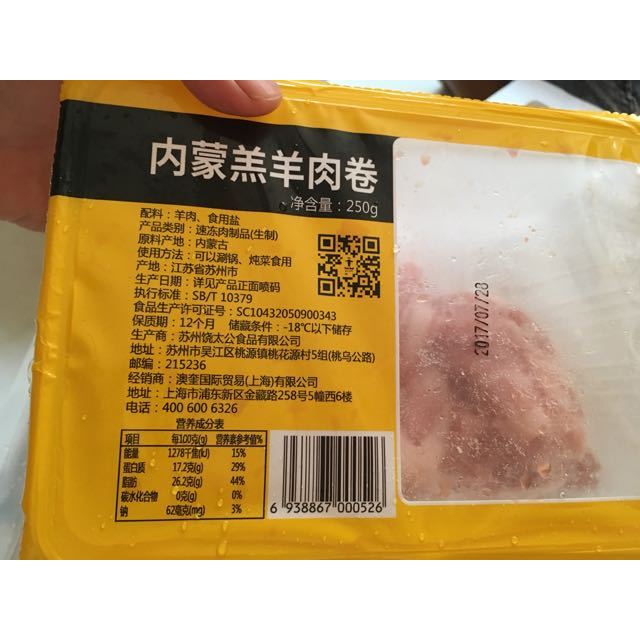 内蒙羔羊肉卷
净含量：250g
配料：羊肉、食用盐
产品类别：速冻肉制品(生制)
原料产地：内蒙古
使用方法：可以涮锅、炖菜食用
产地：江苏省苏州市
生产日期：详见产品正面喷码
执行标准：SB/T 10379
食品生产许可证号：SC10432050900343
保质期：12个月 储藏条件：-18℃以下储存
生产商：苏州饶太公食品有限公司
地址：苏州市吴江区桃源镇桃花源村5组(桃乌公路)
邮编：215236
经销商：澳奎国际贸易(上海)有限公司
地址：上海市浦东新区金藏路258号5幢西6楼
电话：400 600 6326
营养成分表
项目 每100克(g) 营养素参考值%
能量 1278千焦(kJ) 15%
蛋白质 17.2克(g) 29%
脂肪 26.2克(g) 44%
碳水化合物 0克(g) 0%
钠 62毫克(mg) 3%
6 938867 000526
2017/07/20